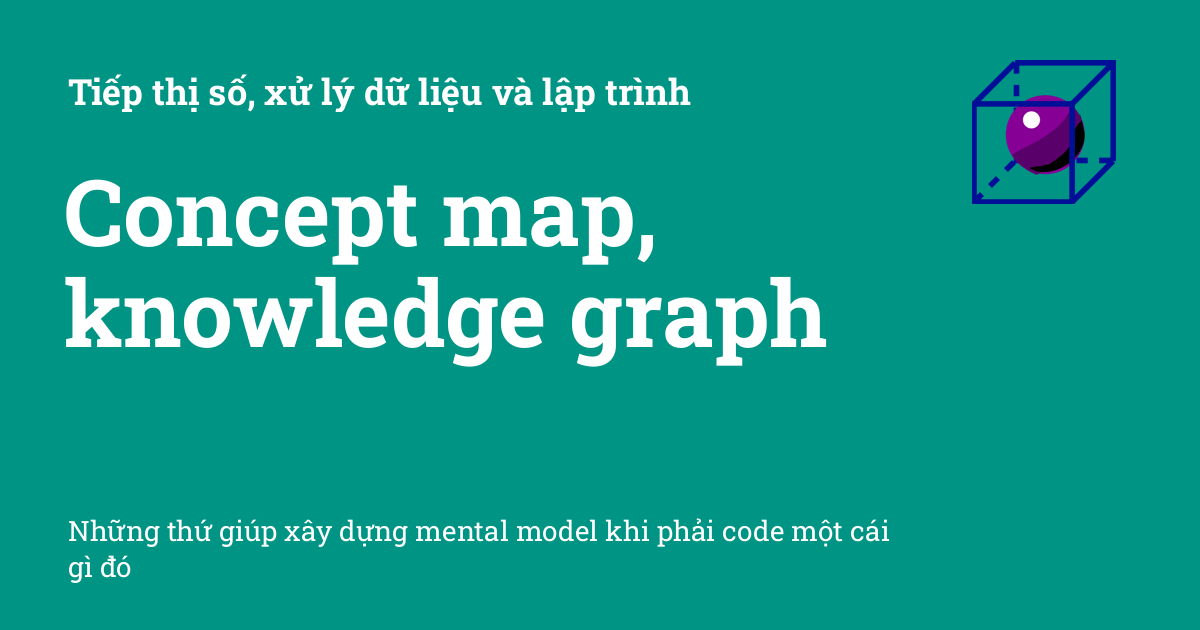 Tiếp thị số, xử lý dữ liệu và lập trình
Concept map,
knowledge graph
Những thứ giúp xây dựng mental model khi phải code một cái
gì đó